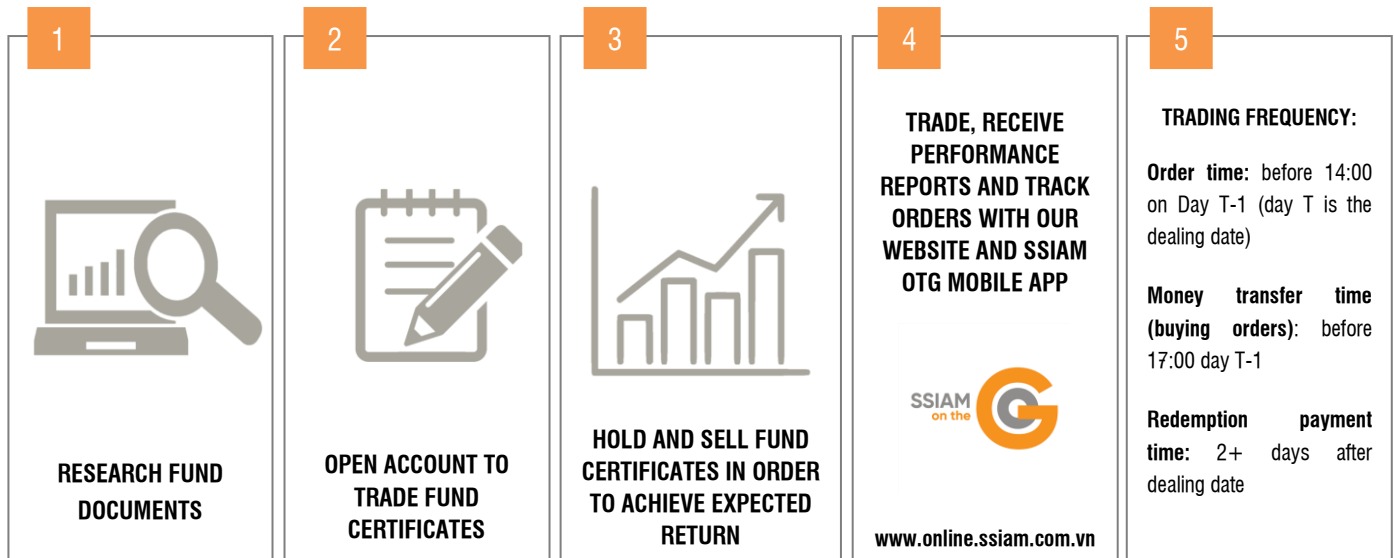 1
RESEARCH FUND
DOCUMENTS
2
OPEN ACCOUNT TO
TRADE FUND
CERTIFICATES
3
HOLD AND SELL FUND
CERTIFICATES IN ORDER
TO ACHIEVE EXPECTED
RETURN
4
TRADE, RECEIVE
PERFORMANCE
REPORTS AND TRACK
ORDERS WITH OUR
WEBSITE AND SSIAM
OTG MOBILE APP
SSIAM
on the
G
www.online.ssiam.com.vn
5
TRADING FREQUENCY:
Order time: before 14:00
on Day T-1 (day T is the
dealing date)
Money transfer time
(buying orders): before
17:00 day T-1
Redemption payment
time: 2+ days after
dealing date